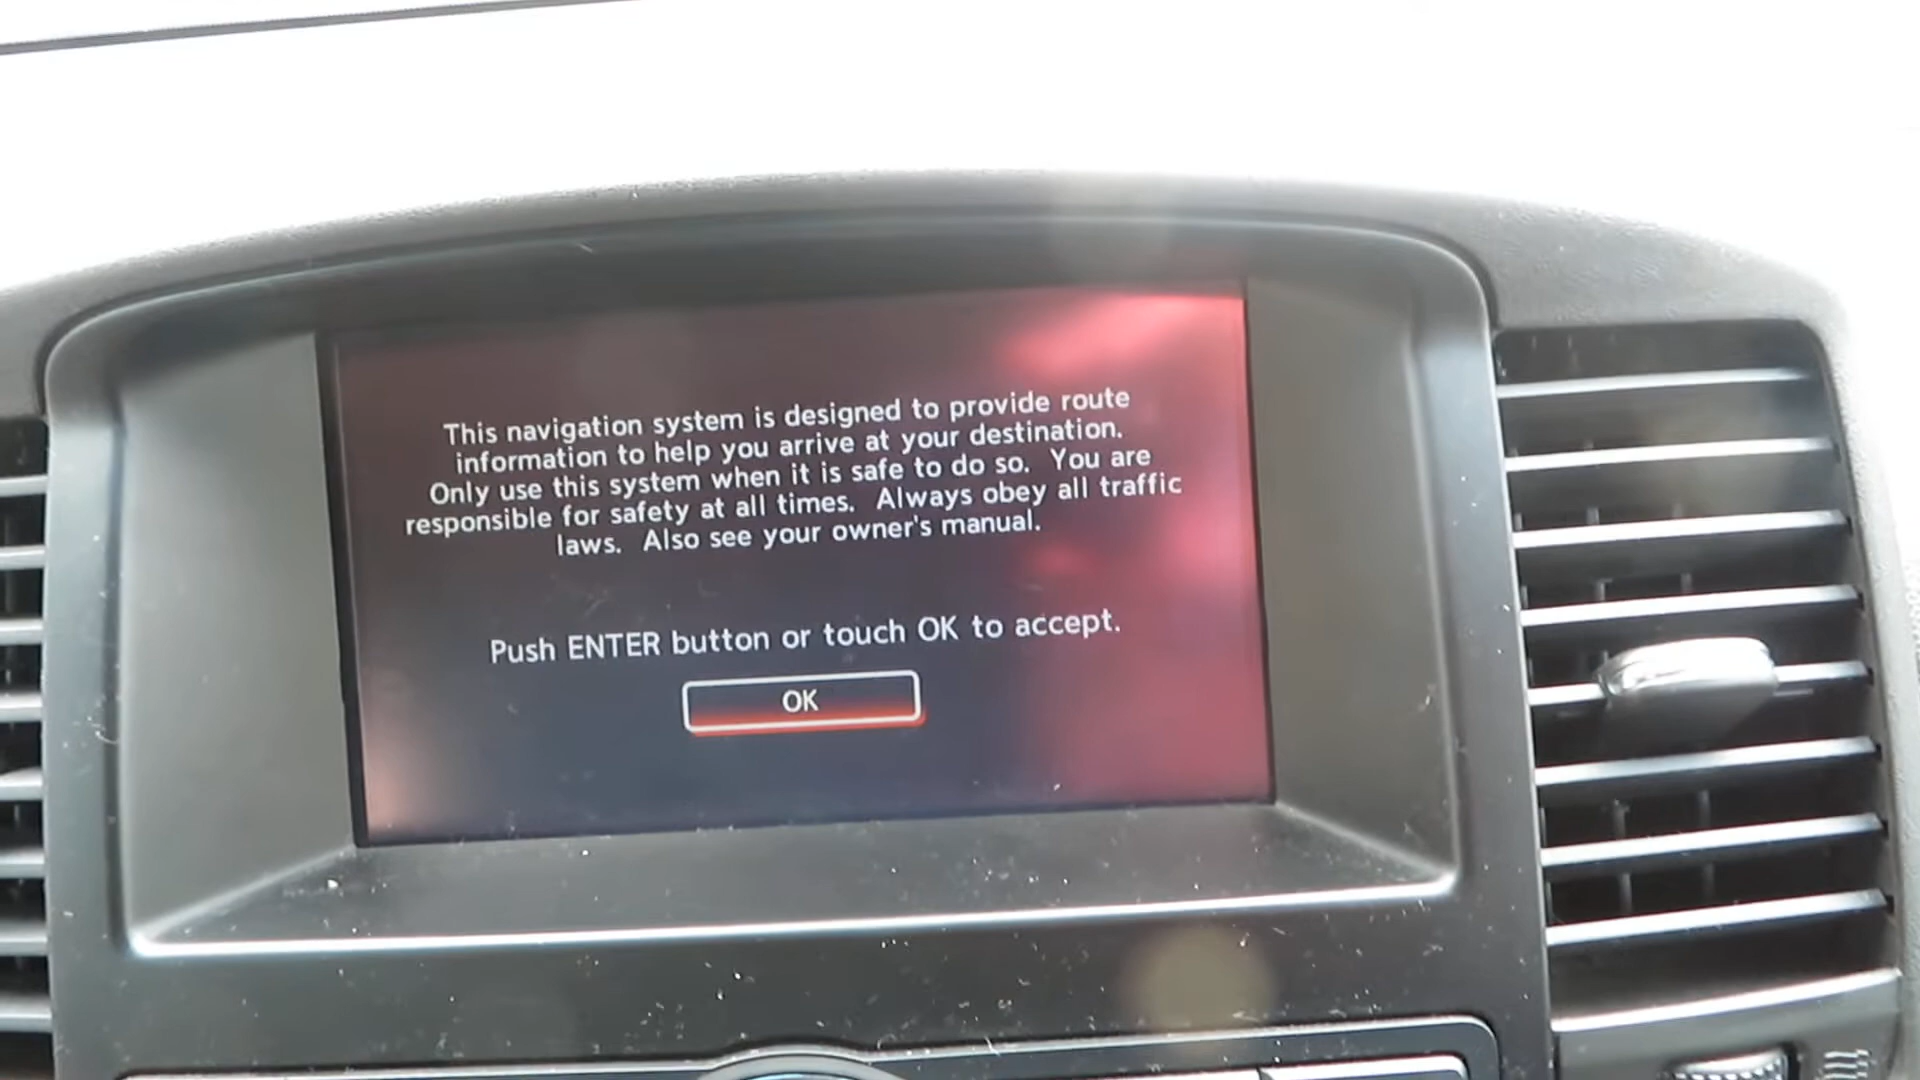 This navigation system is designed to provide route
information to help you arrive at your destination.
Only use this system when it is safe to do so. You are
responsible for safety at all times. Always obey all traffic
laws. Also see your owner's manual.
Push ENTER button or touch OK to accept.
OK